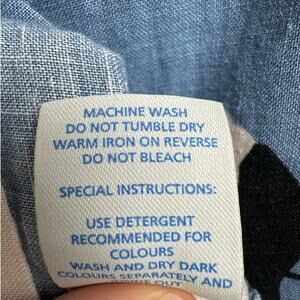 MACHINE WASH
DO NOT TUMBLE DRY
WARM IRON ON REVERSE
DO NOT BLEACH
SPECIAL INSTRUCTIONS:
USE DETERGENT
RECOMMENDED FOR
COLOURS
WASH AND DRY DARK
COLOURS SEPARATELY AND
OUT